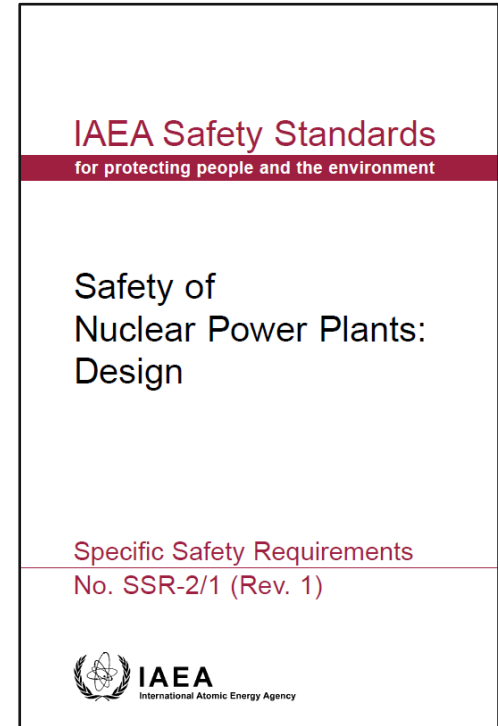 IAEA Safety Standards
for protecting people and the environment
Safety of
Nuclear Power Plants:
Design
Specific Safety Requirements
No. SSR-2/1 (Rev. 1)
IAEA
International Atomic Energy Agency